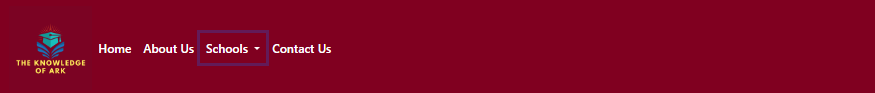 THE KNOWLEDGE
OF ARK
Home About Us Schools Contact Us